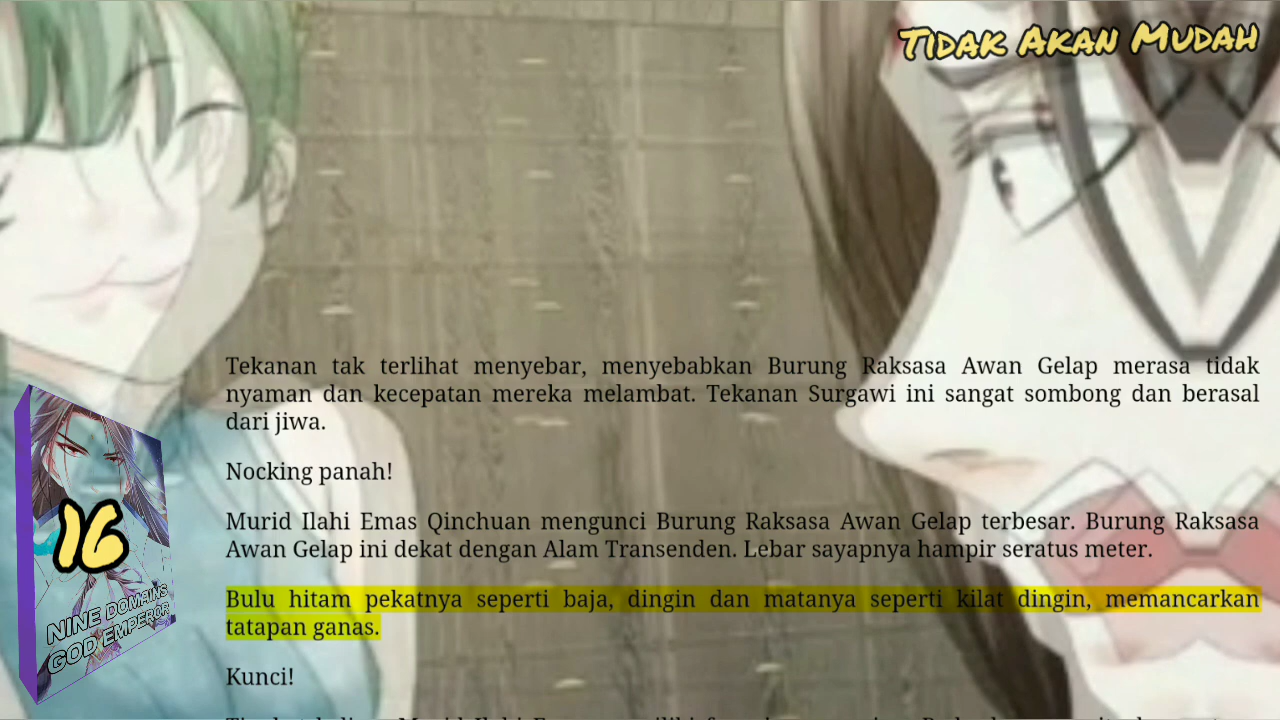 Tidak Akan Mudah
Tekanan tak terlihat menyebar, menyebabkan Burung Raksasa Awan Gelap merasa tidak
nyaman dan kecepatan mereka melambat. Tekanan Surgawi ini sangat sombong dan berasal
dari jiwa.
Nocking panah!
Murid Ilahi Emas Qinchuan mengunci Burung Raksasa Awan Gelap terbesar. Burung Raksasa
Awan Gelap ini dekat dengan Alam Transenden. Lebar sayapnya hampir seratus meter.
Bulu hitam pekatnya seperti baja, dingin dan matanya seperti kilat dingin, memancarkan
tatapan ganas.
Kunci!
16
NINE DOMAINS
GOD EMPEROR